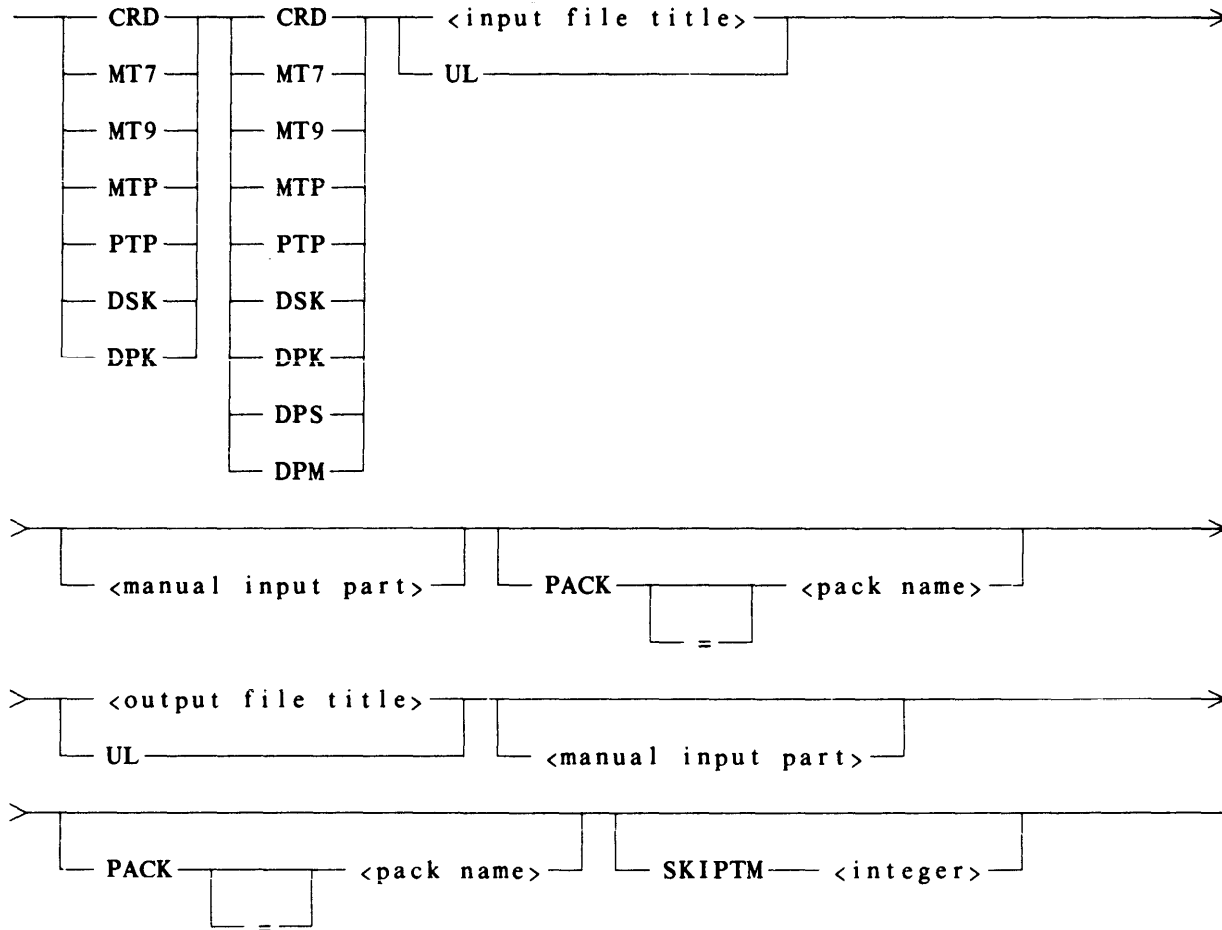 CRD CRD <input file title>
MT7 MT7 UL
MT9 MT9
MTP MTP
PTP PTP
DSK DSK
DPK DPK
DPS
DPM
<manual input part> PACK <pack name>
=
<output file title>
UL <manual input part>
PACK <pack name> SKIPTM <integer>
=